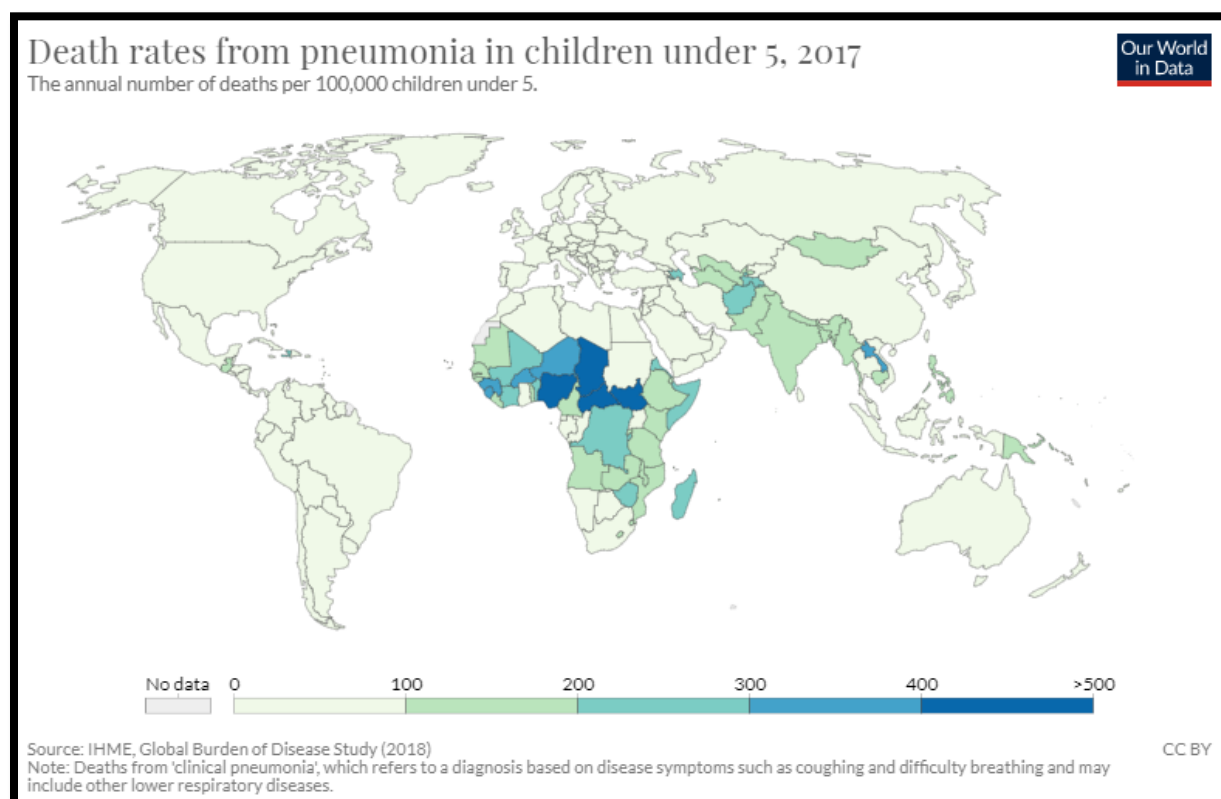 Death rates from pneumonia in children under 5, 2017
The annual number of deaths per 100,000 children under 5.
Our World
in Data
No data 0 100 200 300 400 >500
Source: IHME, Global Burden of Disease Study (2018)
CC BY
Note: Deaths from 'clinical pneumonia', which refers to a diagnosis based on disease symptoms such as coughing and difficulty breathing and may
include other lower respiratory diseases.